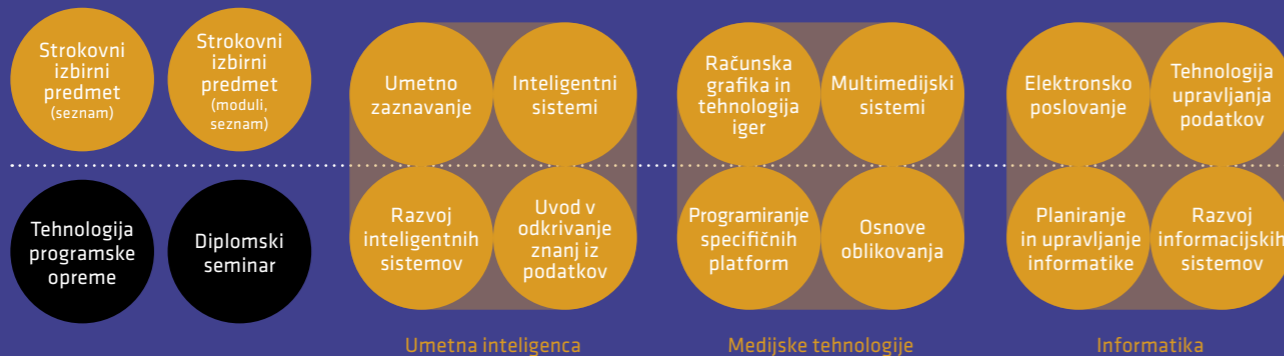 Strokovni
izbirni
predmet
(seznam)
Strokovni
izbirni
predmet
(moduli,
seznam)
Umetno
zaznavanje
Inteligentni
sistemi
Računska
grafika in
tehnologija
iger
Multimedijski
sistemi
Elektronsko
poslovanje
Tehnologija
upravljanja
podatkov
Tehnologija
programske
opreme
Diplomski
seminar
Razvoj
inteligentnih
sistemov
Uvod v
odkrivanje
znanj iz
podatkov
Programiranje
specifičnih
platform
Osnove
oblikovanja
Planiranje
in upravljanje
informatike
Razvoj
informacijskih
sistemov
Umetna inteligenca
Medijske tehnologije
Informatika